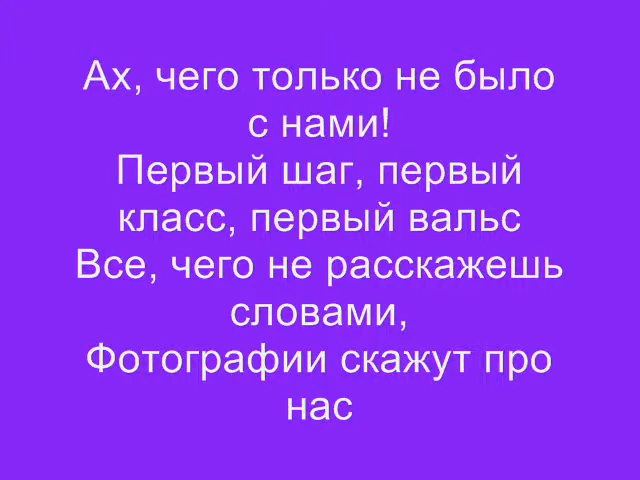 Ах, чего только не было
с нами!
Первый шаг, первый
класс, первый вальс
Все, чего не расскажешь
словами,
Фотографии скажут про
нас